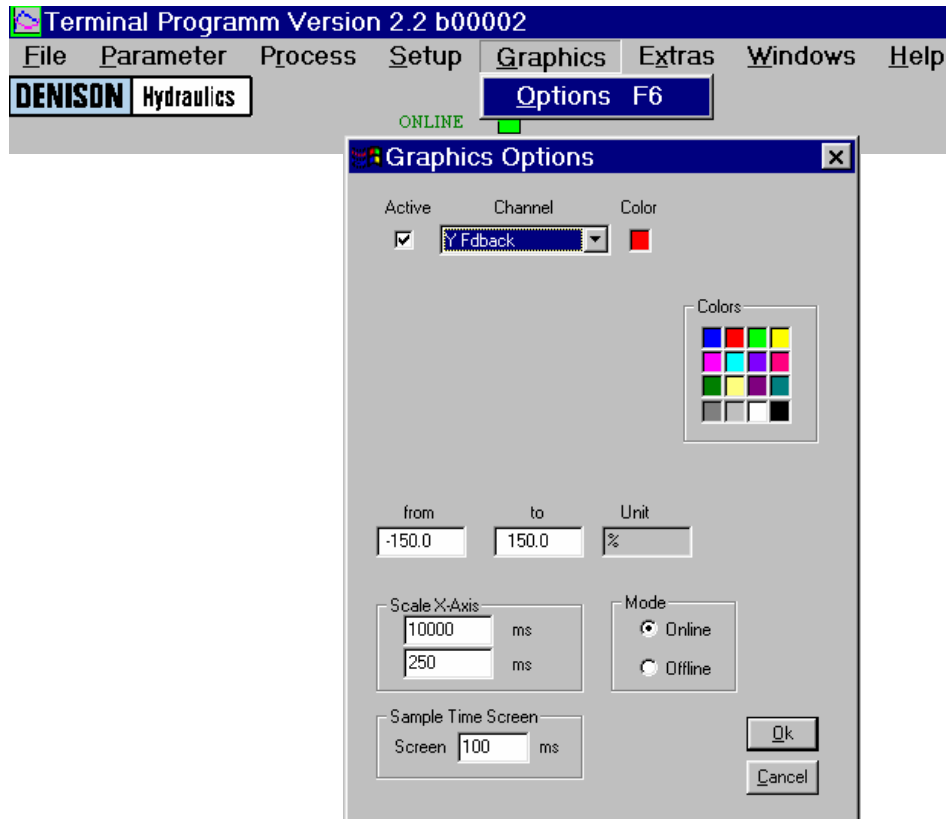 Terminal Programm Version 2.2 b00002
File Parameter Process Setup Graphics Extras Windows Help
DENISON Hydraulics
Options F6
ONLINE
Graphics Options
Active Channel Color
Y Fdback
Colors
from to Unit
-150.0 150.0 %
Scale X-Axis
10000 ms
250 ms
Mode
Online
Offline
Sample Time Screen
Screen 100 ms
Ok
Cancel